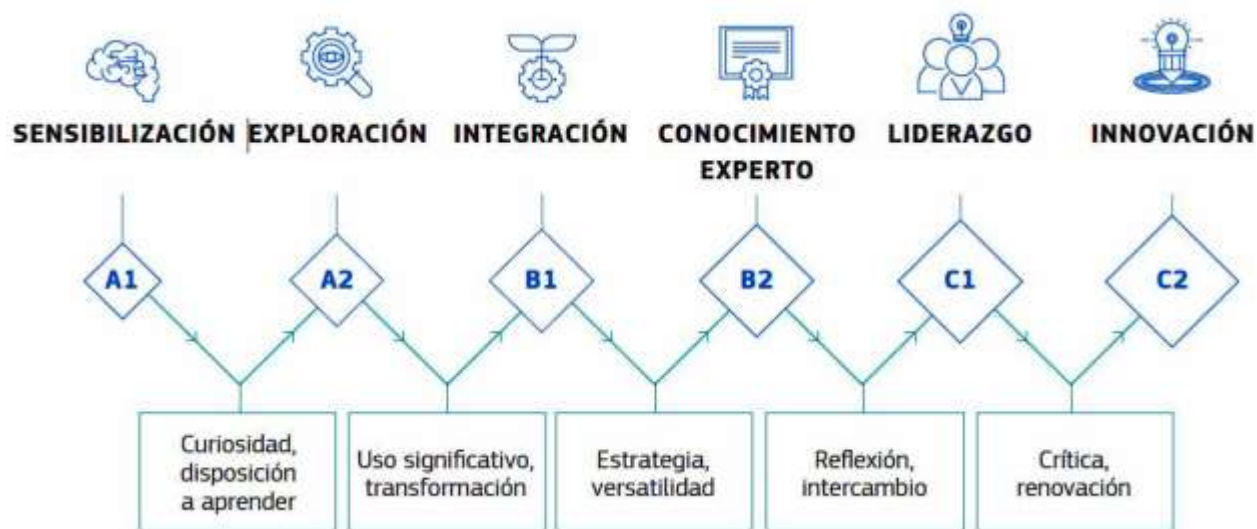 SENSIBILIZACIÓN EXPLORACIÓN INTEGRACIÓN CONOCIMIENTO EXPERTO LIDERAZGO INNOVACIÓN
A1 A2 B1 B2 C1 C2
Curiosidad,
disposición
a aprender
Uso significativo,
transformación
Estrategia,
versatilidad
Reflexión,
intercambio
Crítica,
renovación